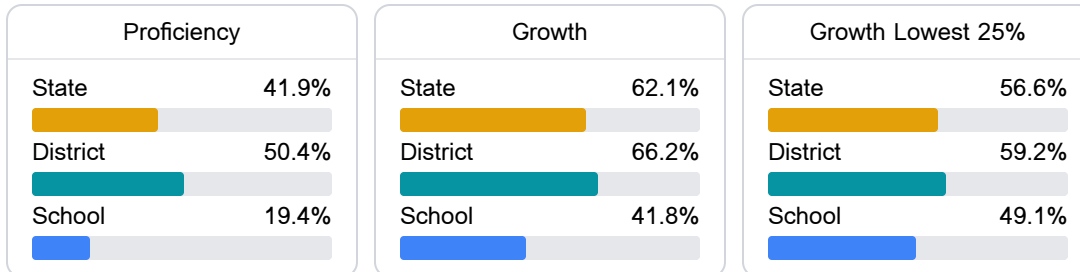 Proficiency
State 41.9%
District 50.4%
School 19.4%
Growth
State 62.1%
District 66.2%
School 41.8%
Growth Lowest 25%
State 56.6%
District 59.2%
School 49.1%